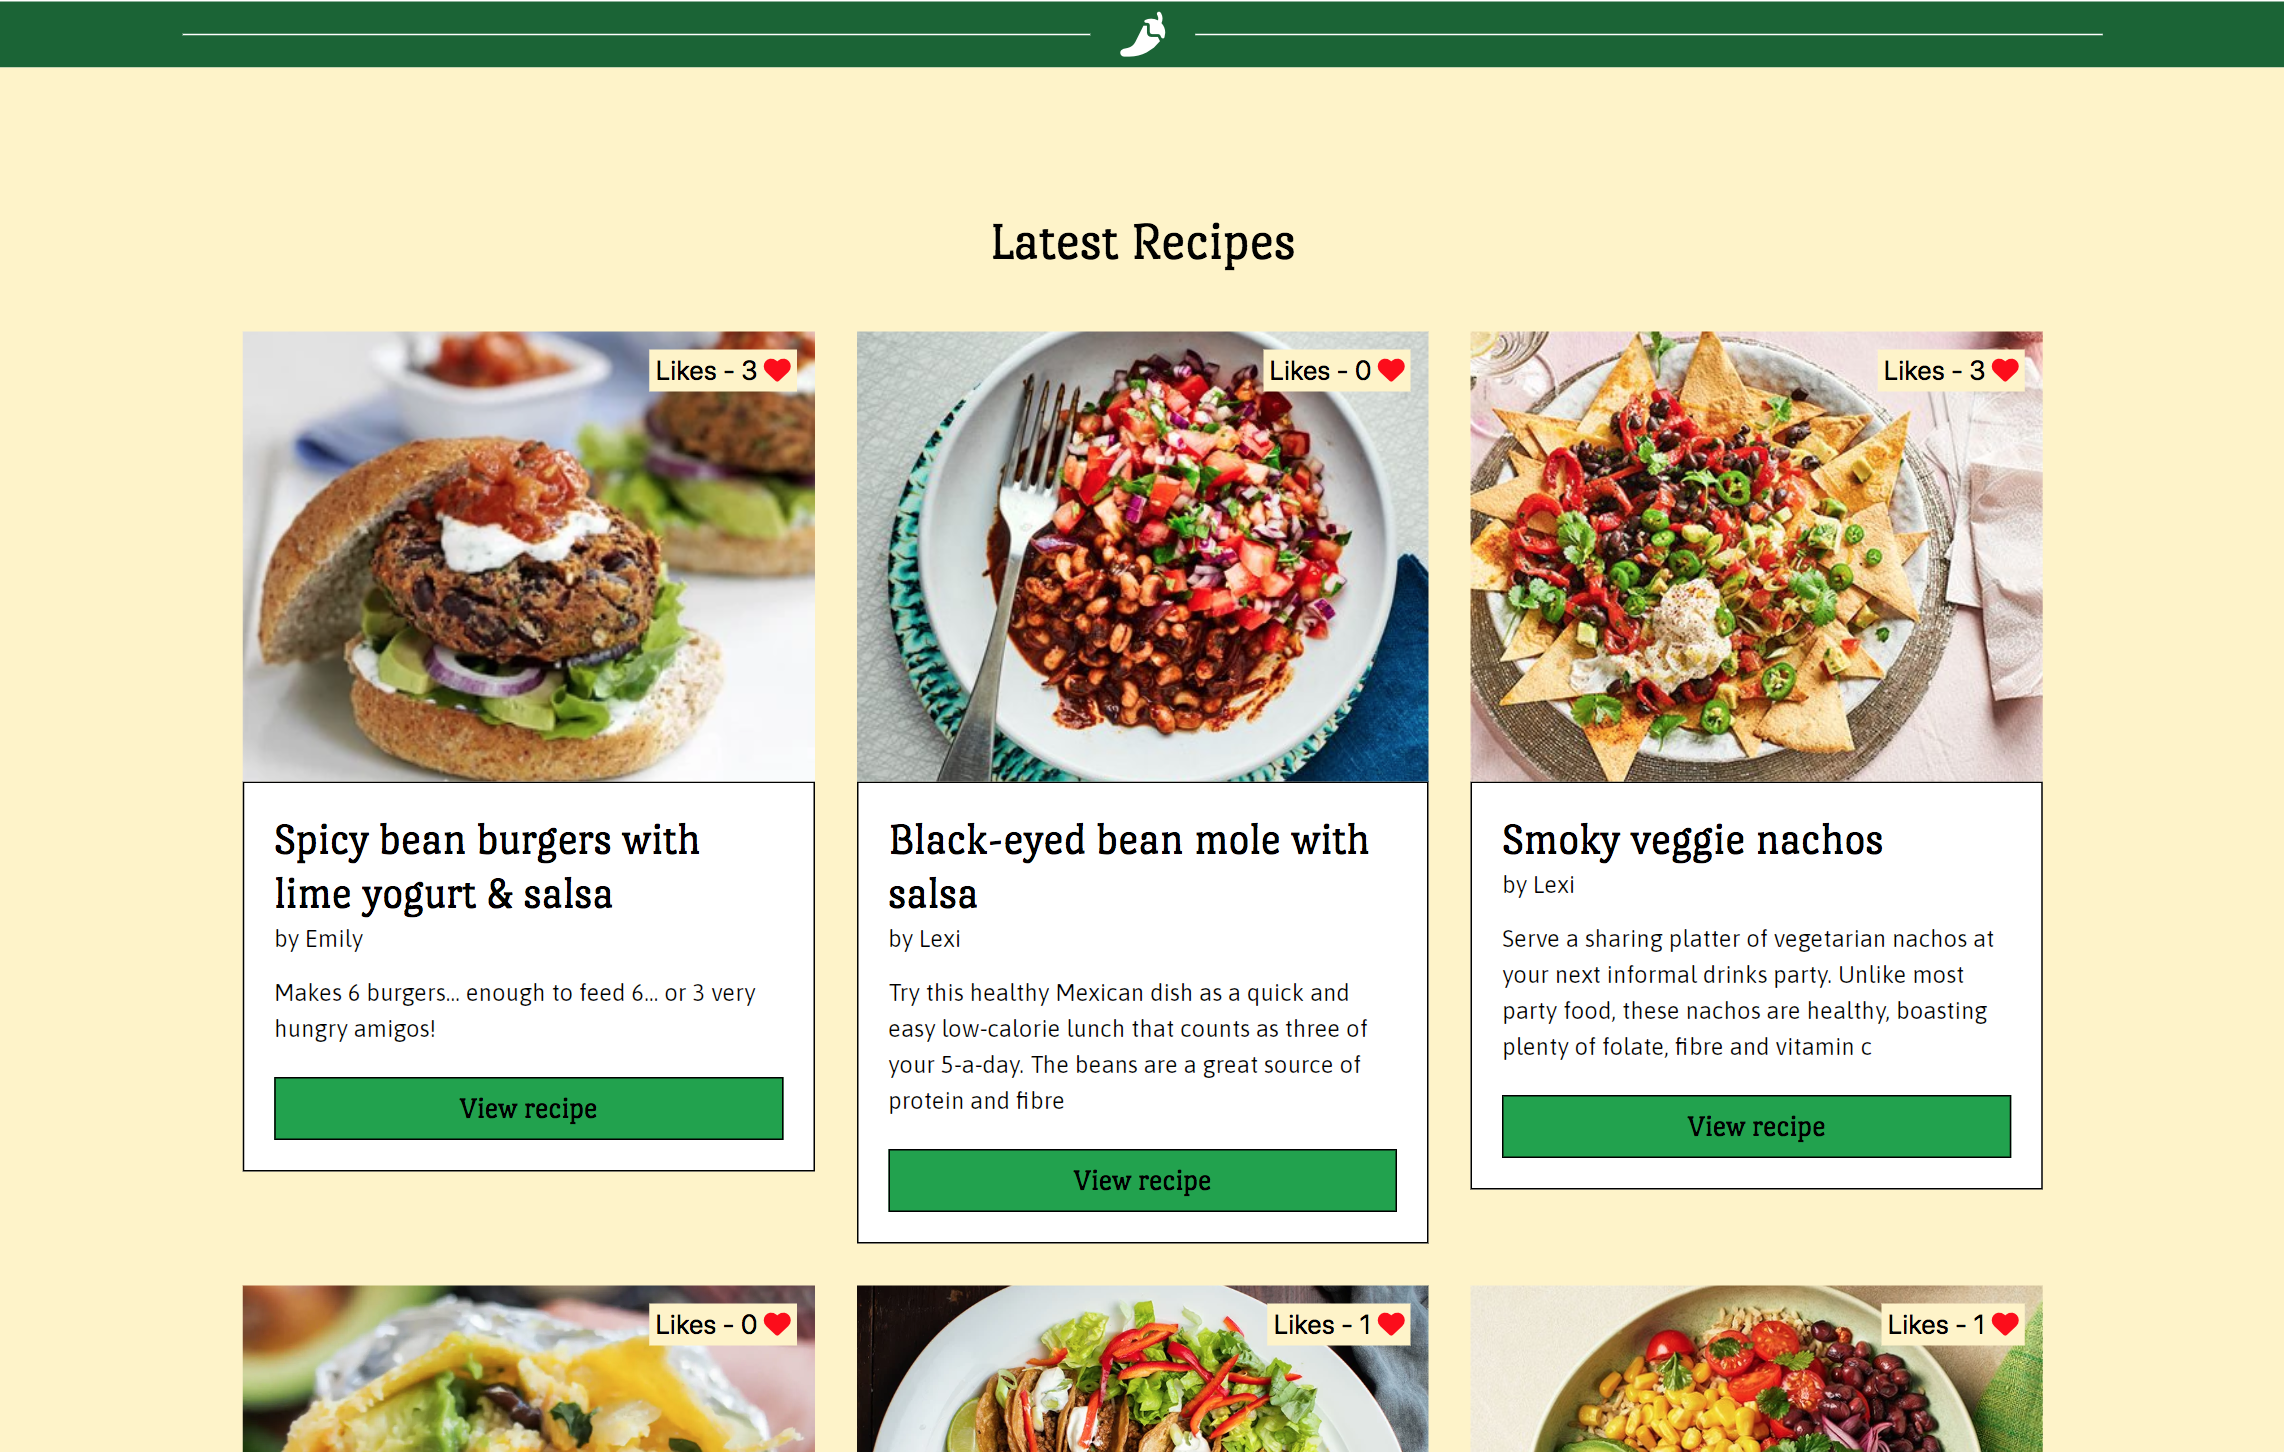 Latest Recipes
Likes - 3
Likes - 0
Likes - 3
Spicy bean burgers with
lime yogurt & salsa
by Emily
Makes 6 burgers... enough to feed 6... or 3 very
hungry amigos!
View recipe
Black-eyed bean mole with
salsa
by Lexi
Try this healthy Mexican dish as a quick and
easy low-calorie lunch that counts as three of
your 5-a-day. The beans are a great source of
protein and fibre
View recipe
Smoky veggie nachos
by Lexi
Serve a sharing platter of vegetarian nachos at
your next informal drinks party. Unlike most
party food, these nachos are healthy, boasting
plenty of folate, fibre and vitamin c
View recipe
Likes - 0
Likes - 1
Likes - 1